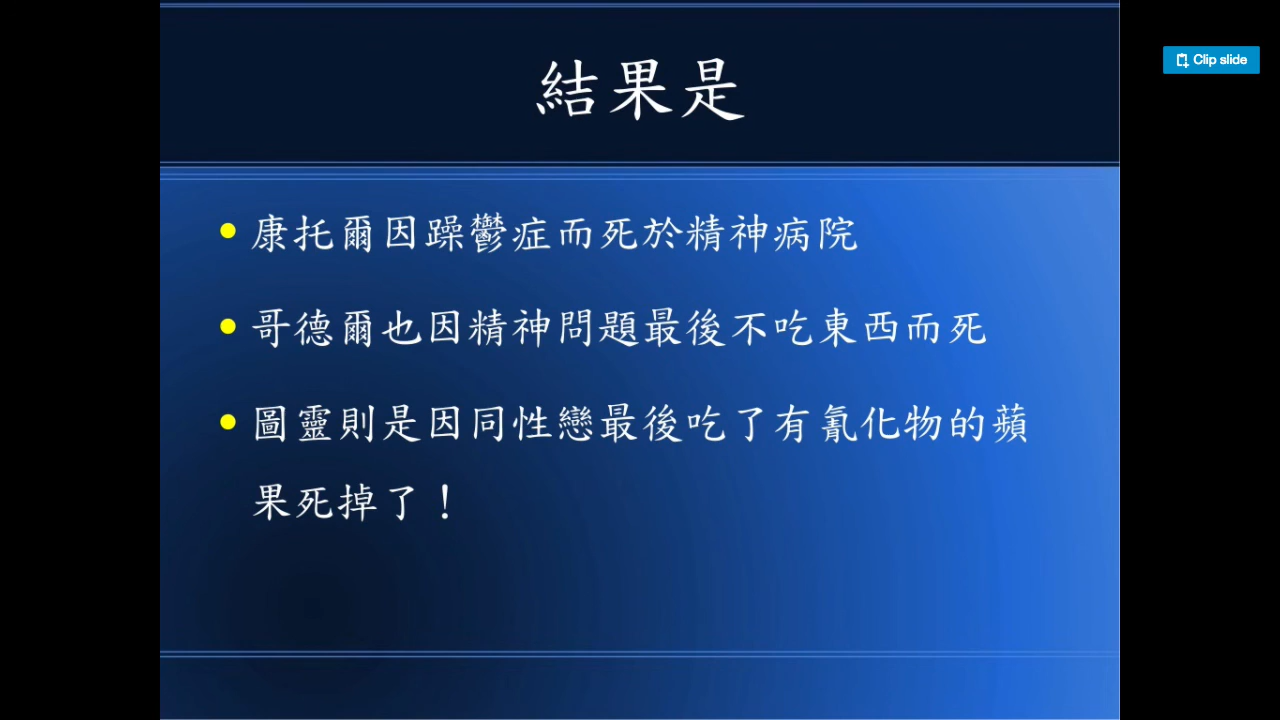 結果是
Clip slide
康托爾因躁鬱症而死於精神病院
哥德爾也因精神問題最後不吃東西而死
圖靈則是因同性戀最後吃了有氰化物的蘋
果死掉了！